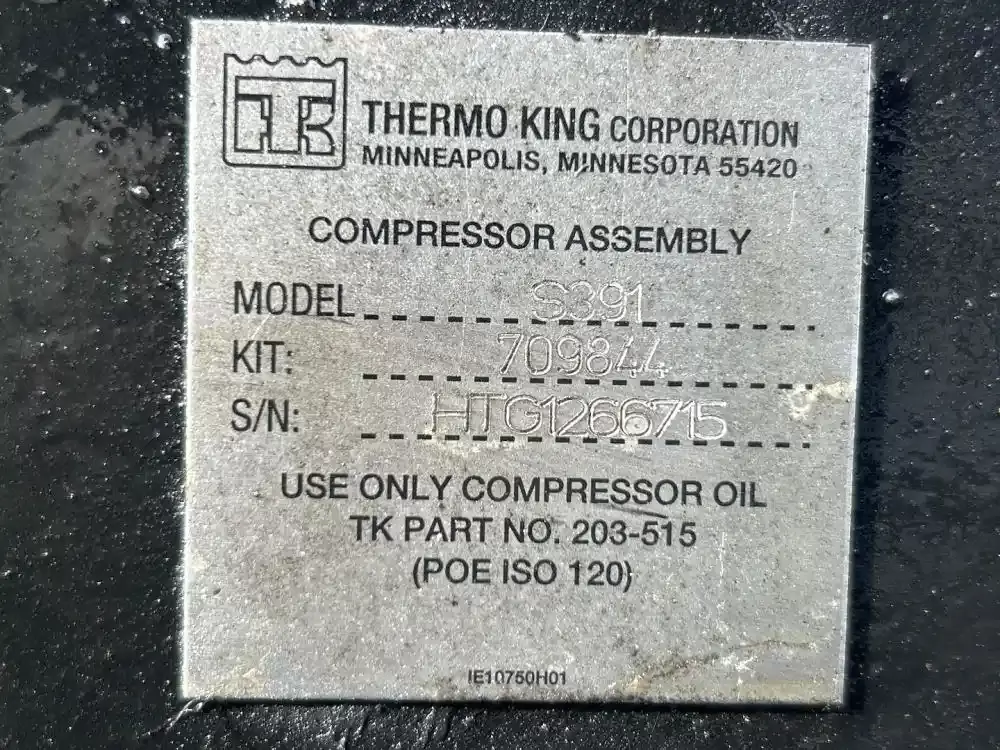 TK
THERMO KING CORPORATION
MINNEAPOLIS, MINNESOTA 55420
COMPRESSOR ASSEMBLY
MODEL S391
KIT: 709844
S/N: HTG1266715
USE ONLY COMPRESSOR OIL
TK PART NO. 203-515
(POE ISO 120)
IE10750H01